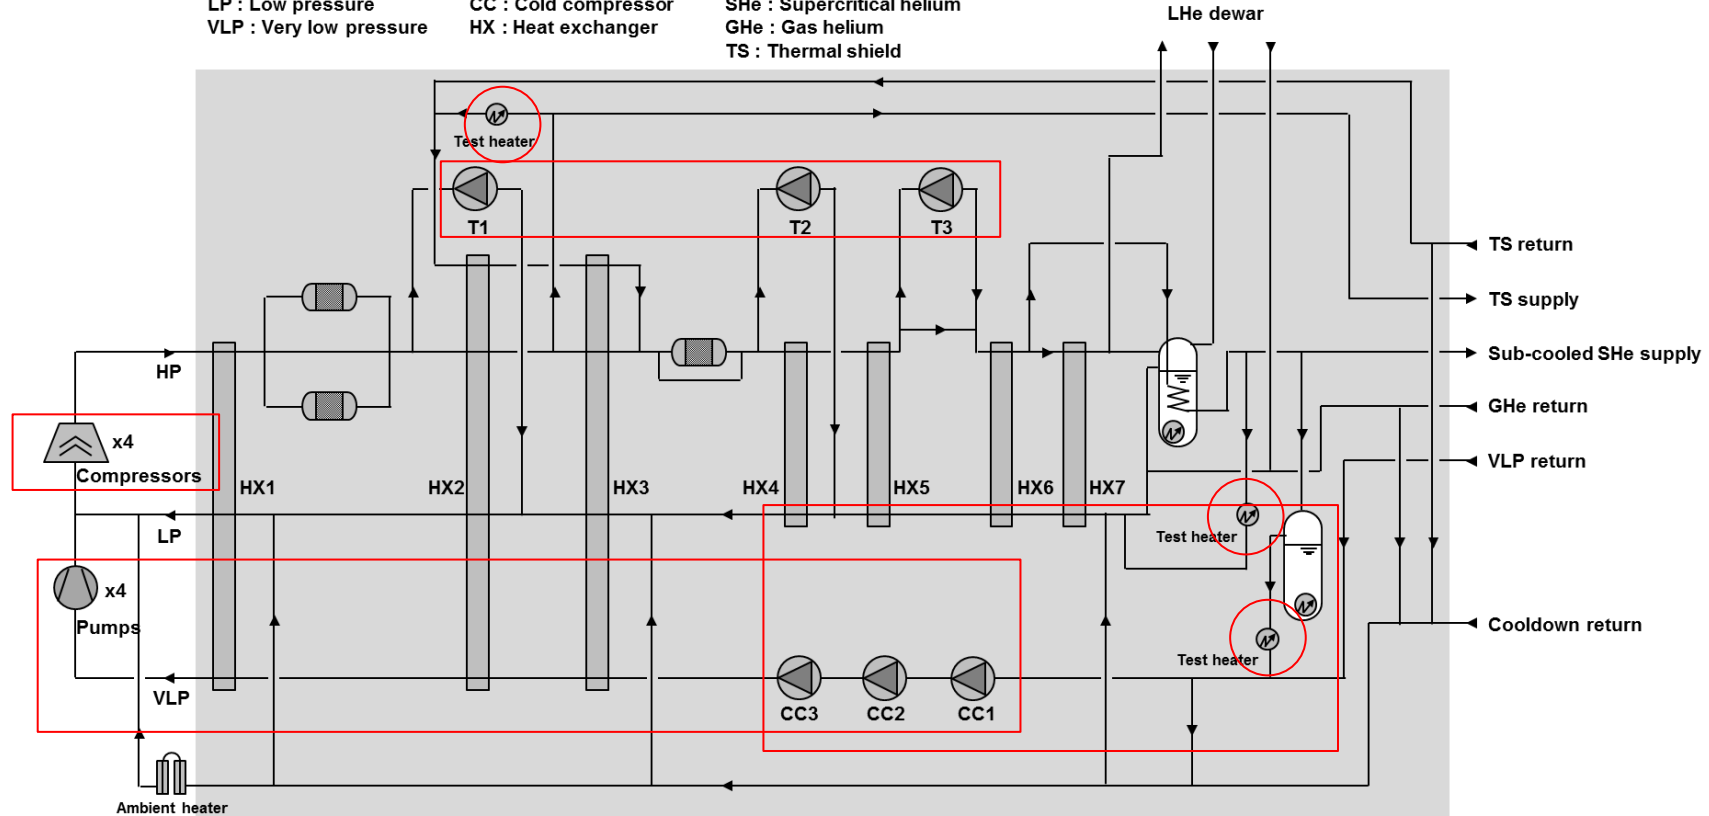 LP : Low pressure
CC : Cold compressor
SHe : Supercritical helium
VLP : Very low pressure
HX : Heat exchanger
GHe : Gas helium
TS : Thermal shield
LHe dewar
Test heater
T1
T2
T3
TS return
TS supply
HP
Sub-cooled SHe supply
GHe return
x4
Compressors
VLP return
HX1
HX2
HX3
HX4
HX5
HX6
HX7
LP
Test heater
x4
Pumps
Cooldown return
Test heater
VLP
CC3
CC2
CC1
Ambient heater